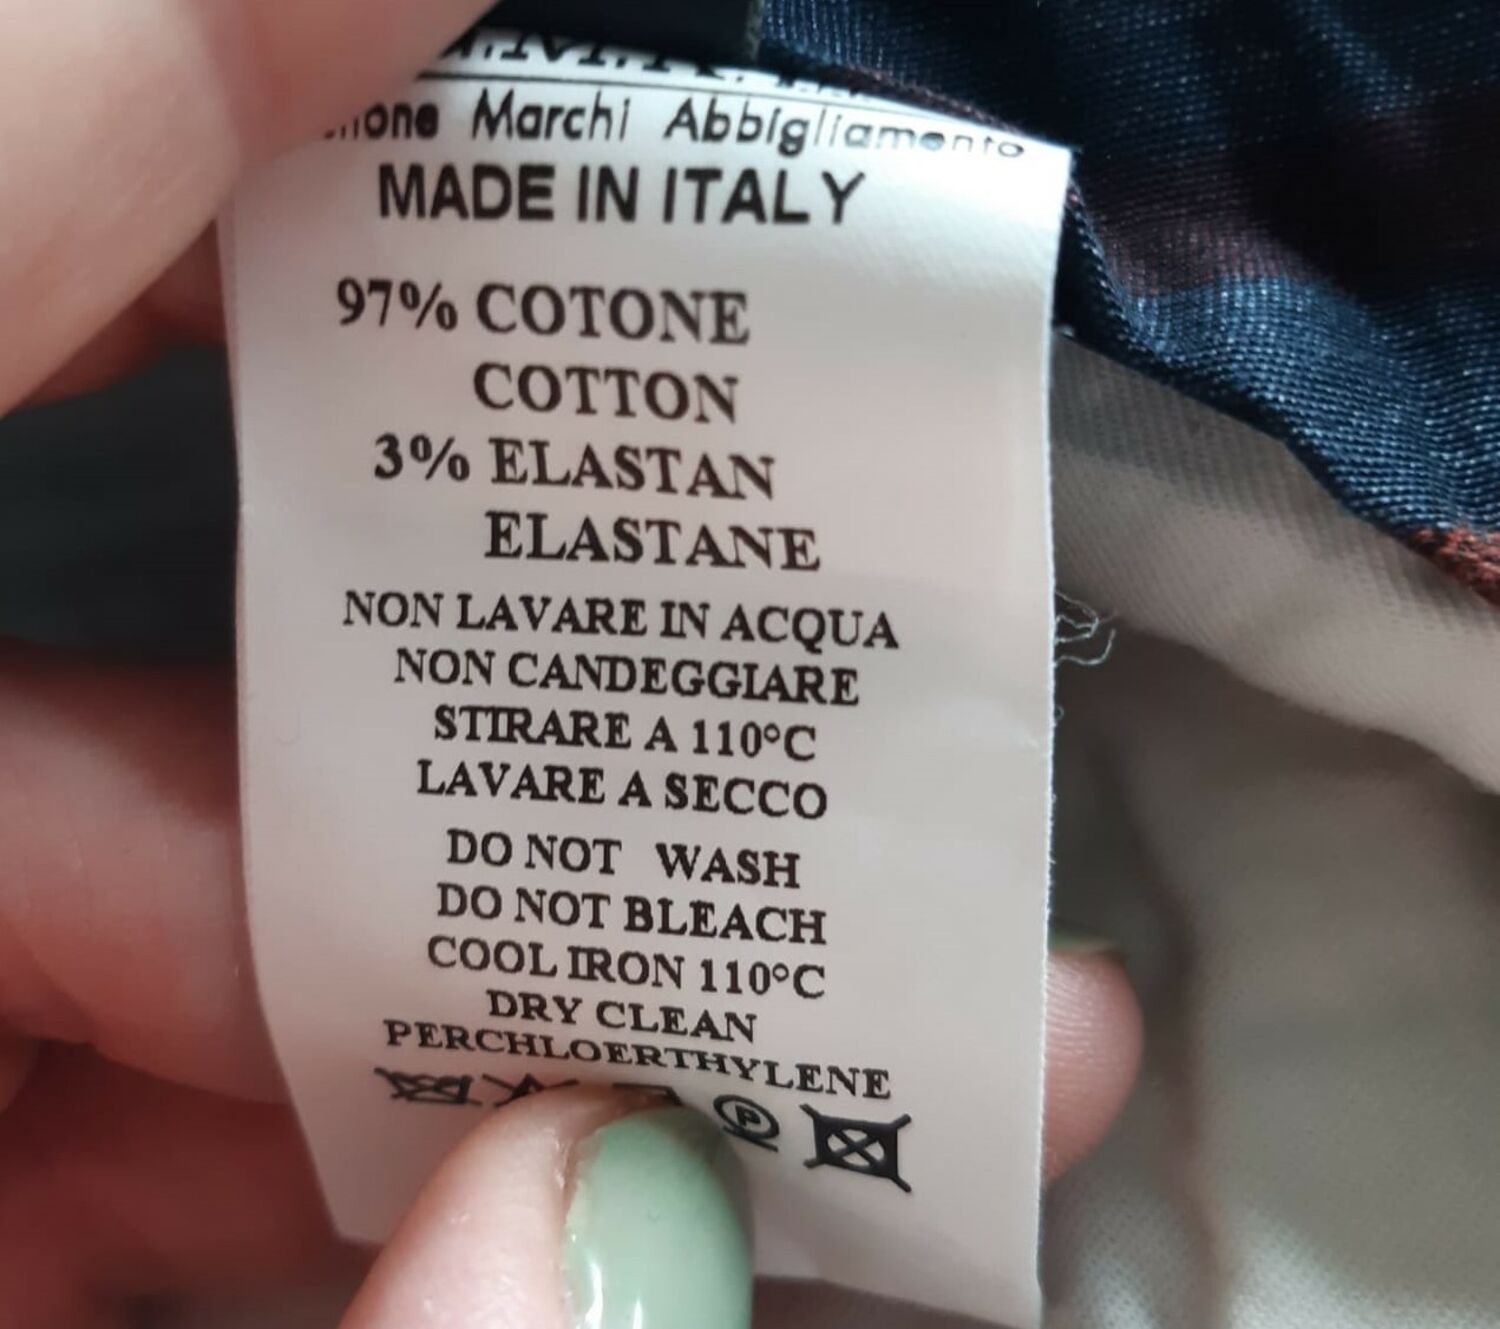 Marchi Abbigliamento
MADE IN ITALY
97% COTONE
COTTON
3% ELASTAN
ELASTANE
NON LAVARE IN ACQUA
NON CANDEGGIARE
STIRARE A 110°C
LAVARE A SECCO
DO NOT WASH
DO NOT BLEACH
COOL IRON 110°C
DRY CLEAN
PERCHLOERTHYLENE
P